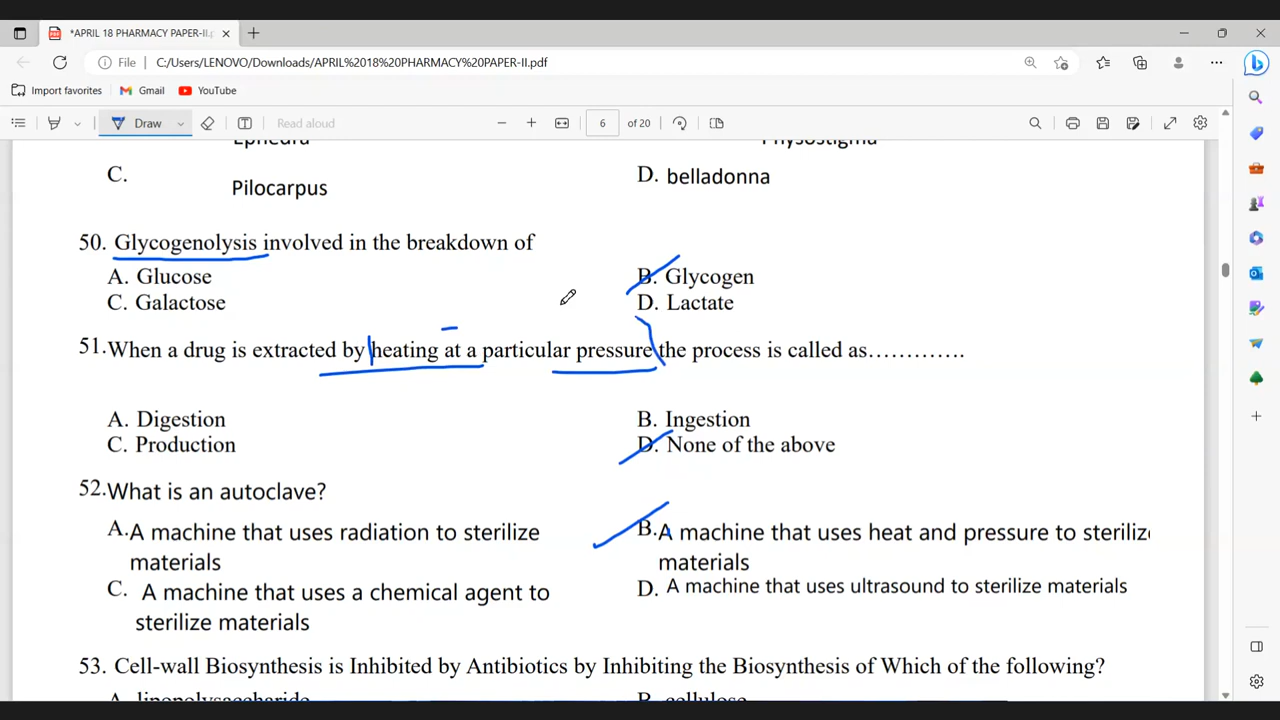 *APRIL 18 PHARMACY PAPER-II.
File C:/Users/LENOVO/Downloads/APRIL%2018%20PHARMACY%20PAPER-II.pdf
Import favorites Gmail YouTube
Draw Read aloud 6 of 20
Ephedra Physostigma
C. Pilocarpus D. belladonna
50. Glycogenolysis involved in the breakdown of
A. Glucose B. Glycogen
C. Galactose D. Lactate
51. When a drug is extracted by heating at a particular pressure the process is called as………….
A. Digestion B. Ingestion
C. Production D. None of the above
52. What is an autoclave?
A. A machine that uses radiation to sterilize B. A machine that uses heat and pressure to sterilize
materials materials
C. A machine that uses a chemical agent to D. A machine that uses ultrasound to sterilize materials
sterilize materials
53. Cell-wall Biosynthesis is Inhibited by Antibiotics by Inhibiting the Biosynthesis of Which of the following?
A. lipopolysaccharide B. cellulose